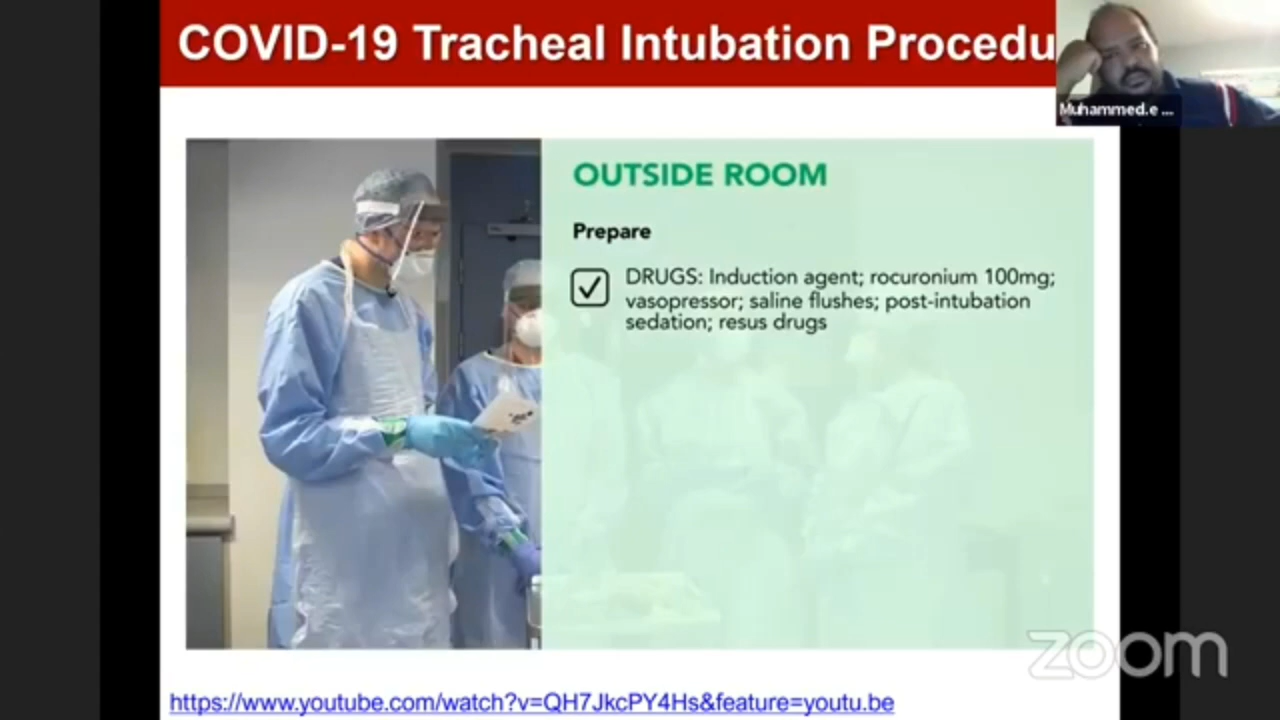 COVID-19 Tracheal Intubation Procedu
Muhammed.e ...
OUTSIDE ROOM
Prepare
DRUGS: Induction agent; rocuronium 100mg;
vasopressor; saline flushes; post-intubation
sedation; resus drugs
zoom
https://www.youtube.com/watch?v=QH7JkcPY4Hs&feature=youtu.be